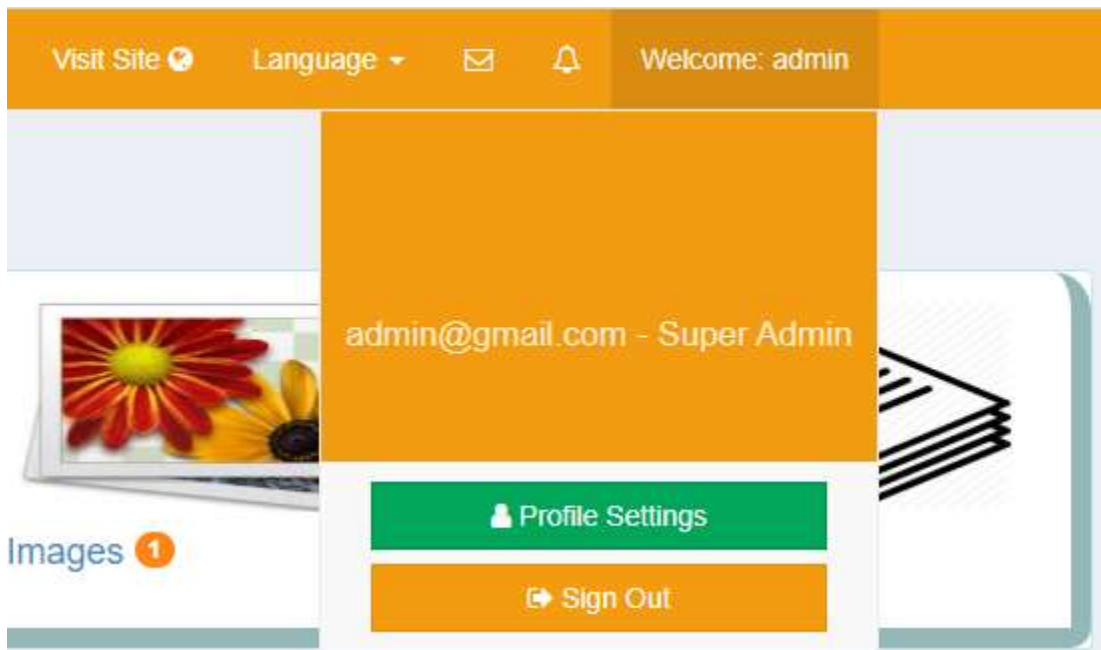 Visit Site Language Welcome: admin
admin@gmail.com - Super Admin
Profile Settings
Images 1
Sign Out